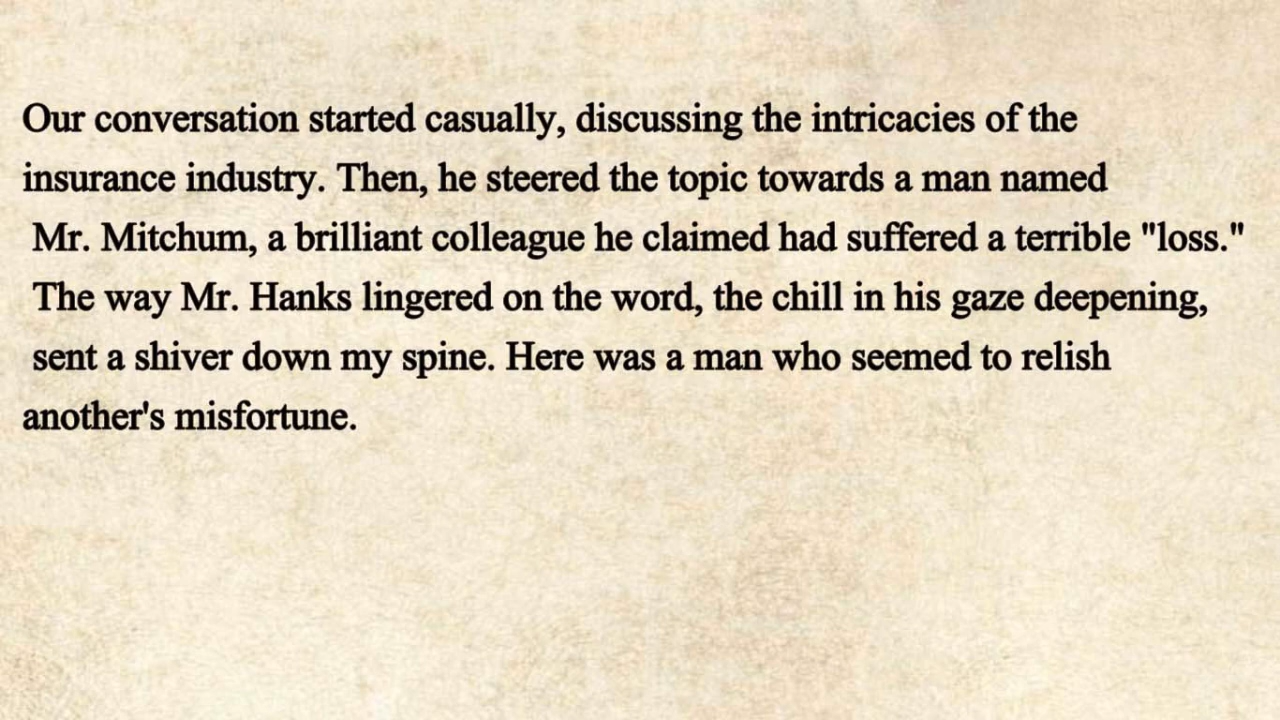 Our conversation started casually, discussing the intricacies of the
insurance industry. Then, he steered the topic towards a man named
Mr. Mitchum, a brilliant colleague he claimed had suffered a terrible "loss."
The way Mr. Hanks lingered on the word, the chill in his gaze deepening,
sent a shiver down my spine. Here was a man who seemed to relish
another's misfortune.